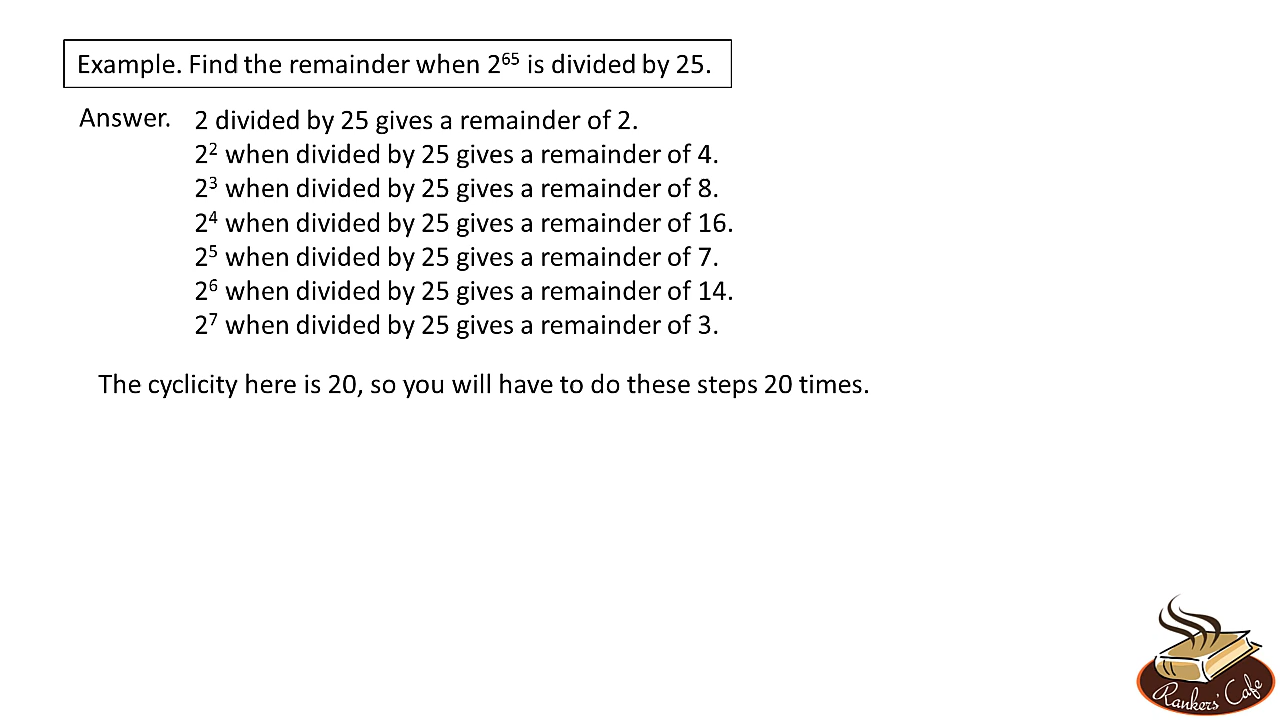 Example. Find the remainder when 2⁶⁵ is divided by 25.
Answer. 2 divided by 25 gives a remainder of 2.
2² when divided by 25 gives a remainder of 4.
2³ when divided by 25 gives a remainder of 8.
2⁴ when divided by 25 gives a remainder of 16.
2⁵ when divided by 25 gives a remainder of 7.
2⁶ when divided by 25 gives a remainder of 14.
2⁷ when divided by 25 gives a remainder of 3.
The cyclicity here is 20, so you will have to do these steps 20 times.
Rankers' Cafe